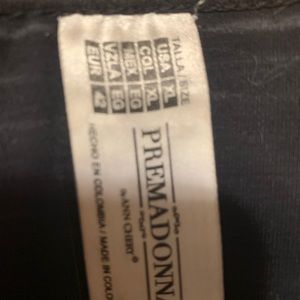 TALLA / SIZE
USA XL
COL XL
MEX EG
VZLA EG
EUR 42
PREMADONNA
by ANN CHERY®
HECHO EN COLOMBIA / MADE IN COLO